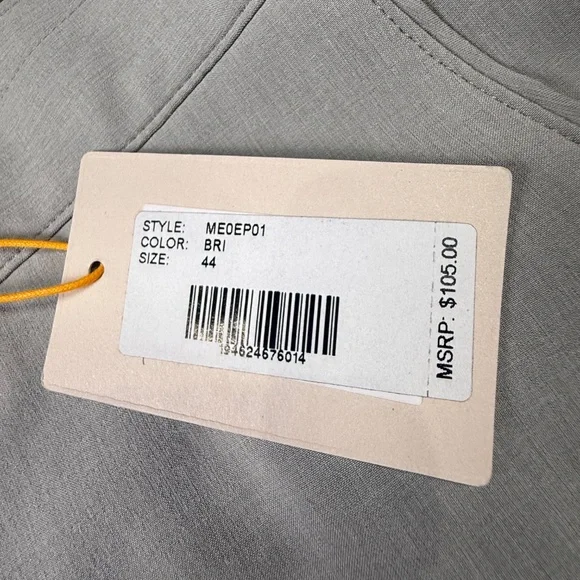 STYLE: ME0EP01
COLOR: BRI
SIZE: 44
194624676014
MSRP: $105.00